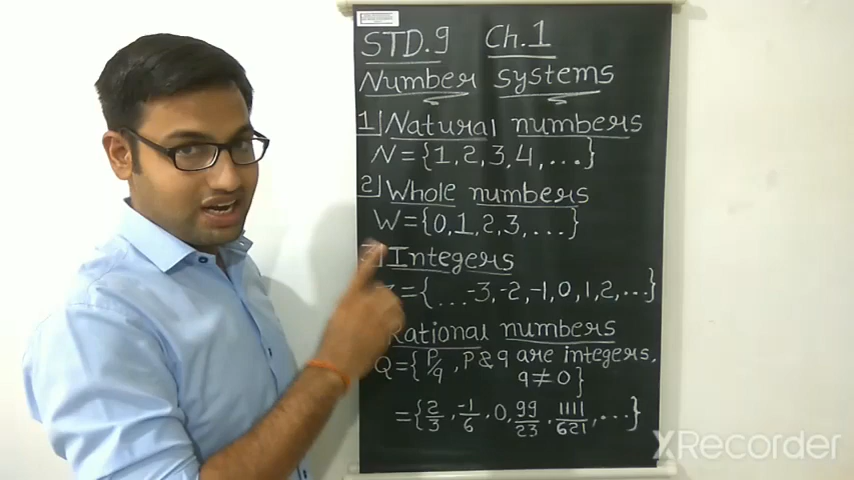 STD.9 Ch.1
Number systems
1] Natural numbers
N={1,2,3,4,...}
2] Whole numbers
W={0,1,2,3,...}
Integers
={ ...-3,-2,-1,0,1,2,...}
Rational numbers
Q={P/q , P & q are integers,
q≠0}
={2/3, -1/6, 0, 99/23, 1111/621, ...}
XRecorder